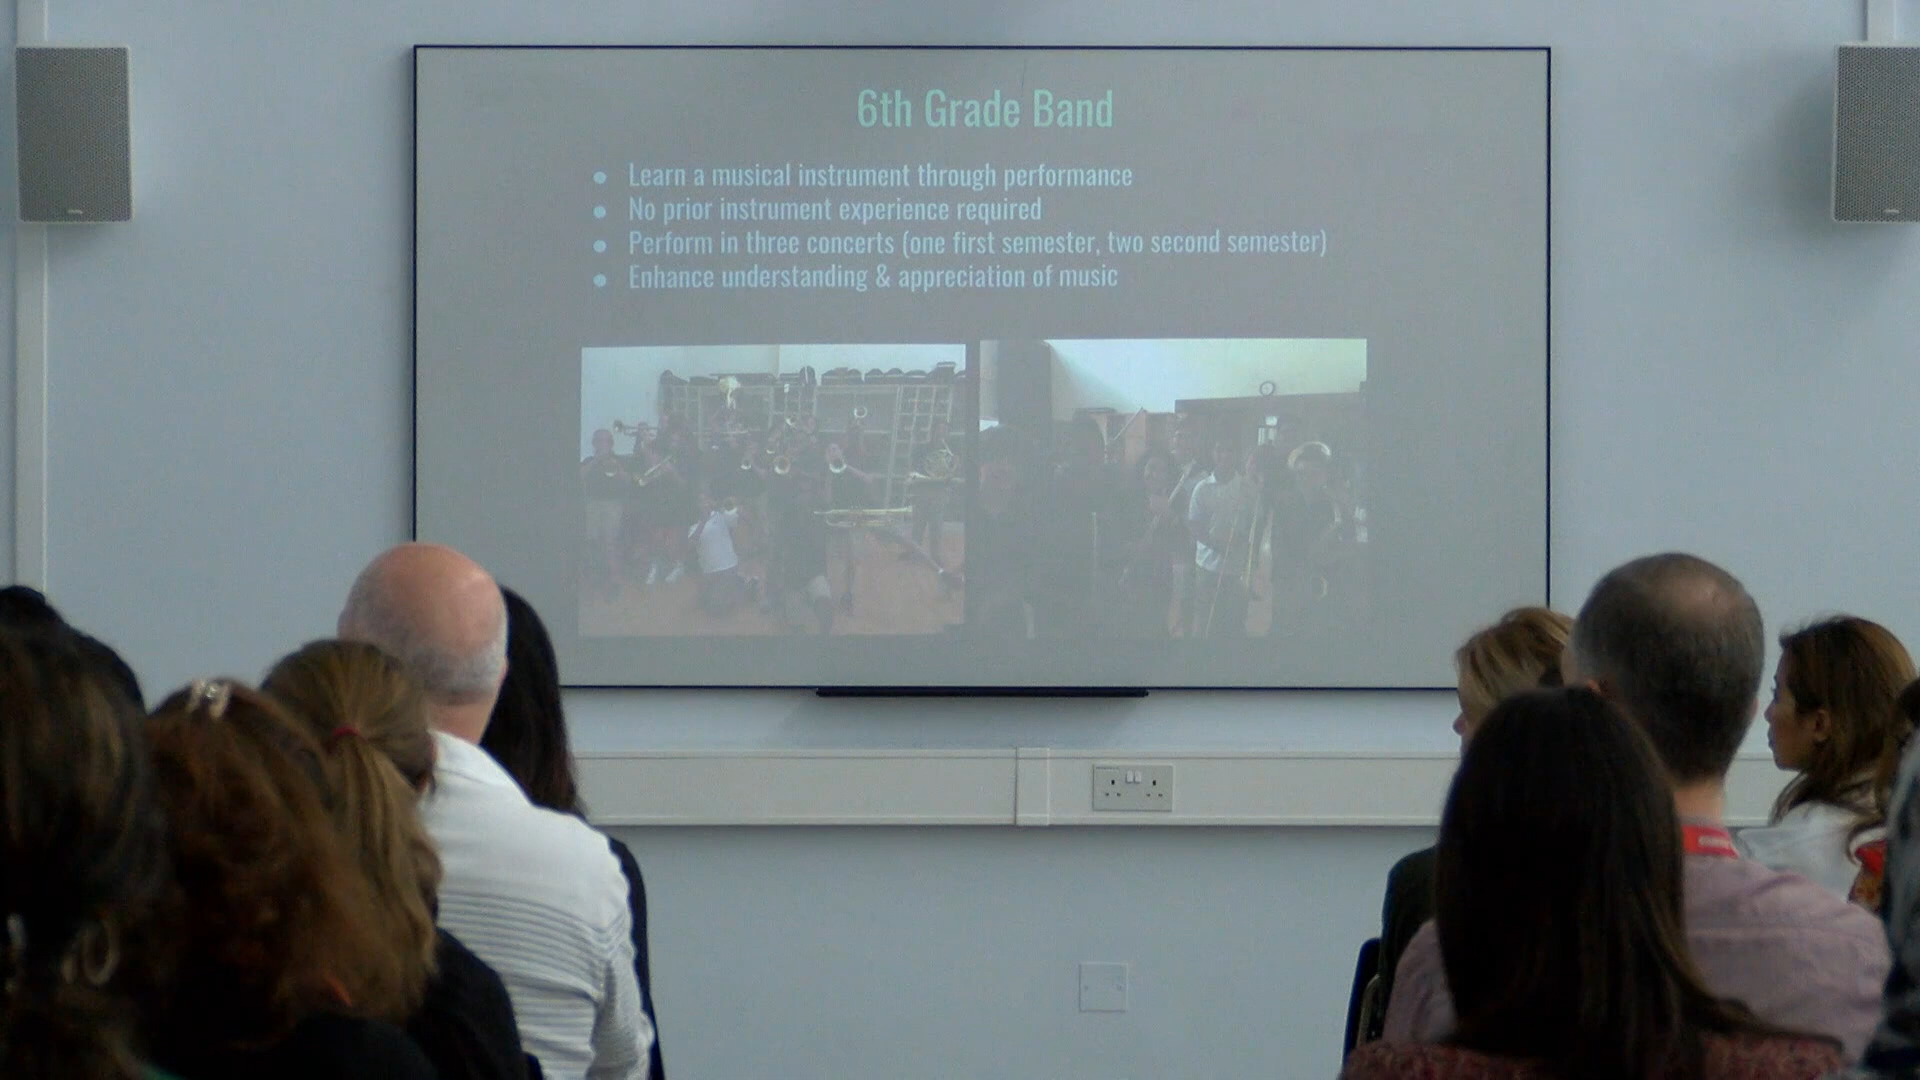 6th Grade Band
● Learn a musical instrument through performance
● No prior instrument experience required
● Perform in three concerts (one first semester, two second semester)
● Enhance understanding & appreciation of music